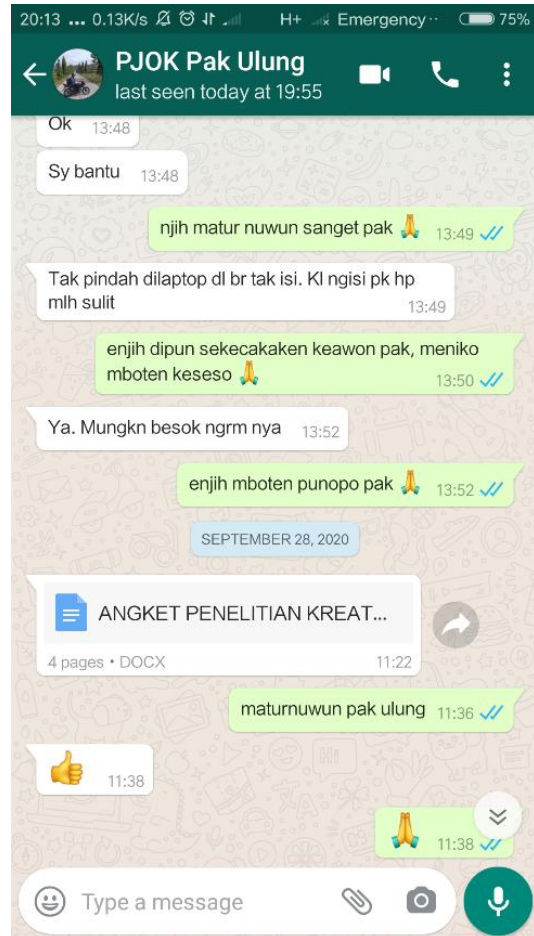 20:13 ... 0.13K/s H+ Emergency·· 75%
PJOK Pak Ulung
last seen today at 19:55
Ok 13:48
Sy bantu 13:48
njih matur nuwun sanget pak 🙏 13:49
Tak pindah dilaptop dl br tak isi. Kl ngisi pk hp
mlh sulit
13:49
enjih dipun sekecakaken keawon pak, meniko
mboten keseso 🙏 13:50
Ya. Mungkn besok ngrm nya 13:52
enjih mboten punopo pak 🙏 13:52
SEPTEMBER 28, 2020
ANGKET PENELITIAN KREAT...
4 pages • DOCX 11:22
maturnuwun pak ulung 11:36
👍 11:38
🙏 11:38
Type a message